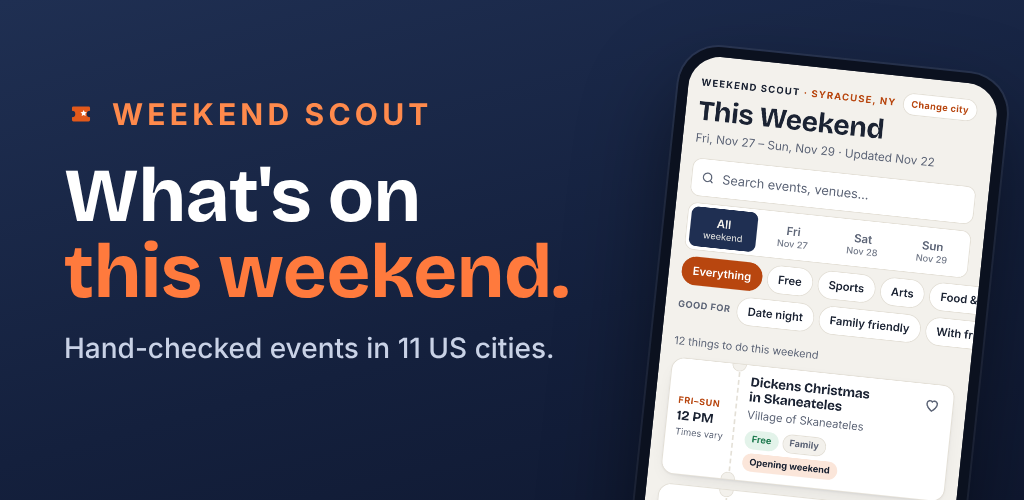 WEEKEND SCOUT
What's on
this weekend.
Hand-checked events in 11 US cities.
WEEKEND SCOUT · SYRACUSE, NY
Change city
This Weekend
Fri, Nov 27 – Sun, Nov 29 · Updated Nov 22
Search events, venues...
All
weekend
Fri
Nov 27
Sat
Nov 28
Sun
Nov 29
Everything
Free
Sports
Arts
Food &
GOOD FOR
Date night
Family friendly
With fr
12 things to do this weekend
FRI–SUN
12 PM
Times vary
Dickens Christmas
in Skaneateles
Village of Skaneateles
Free
Family
Opening weekend